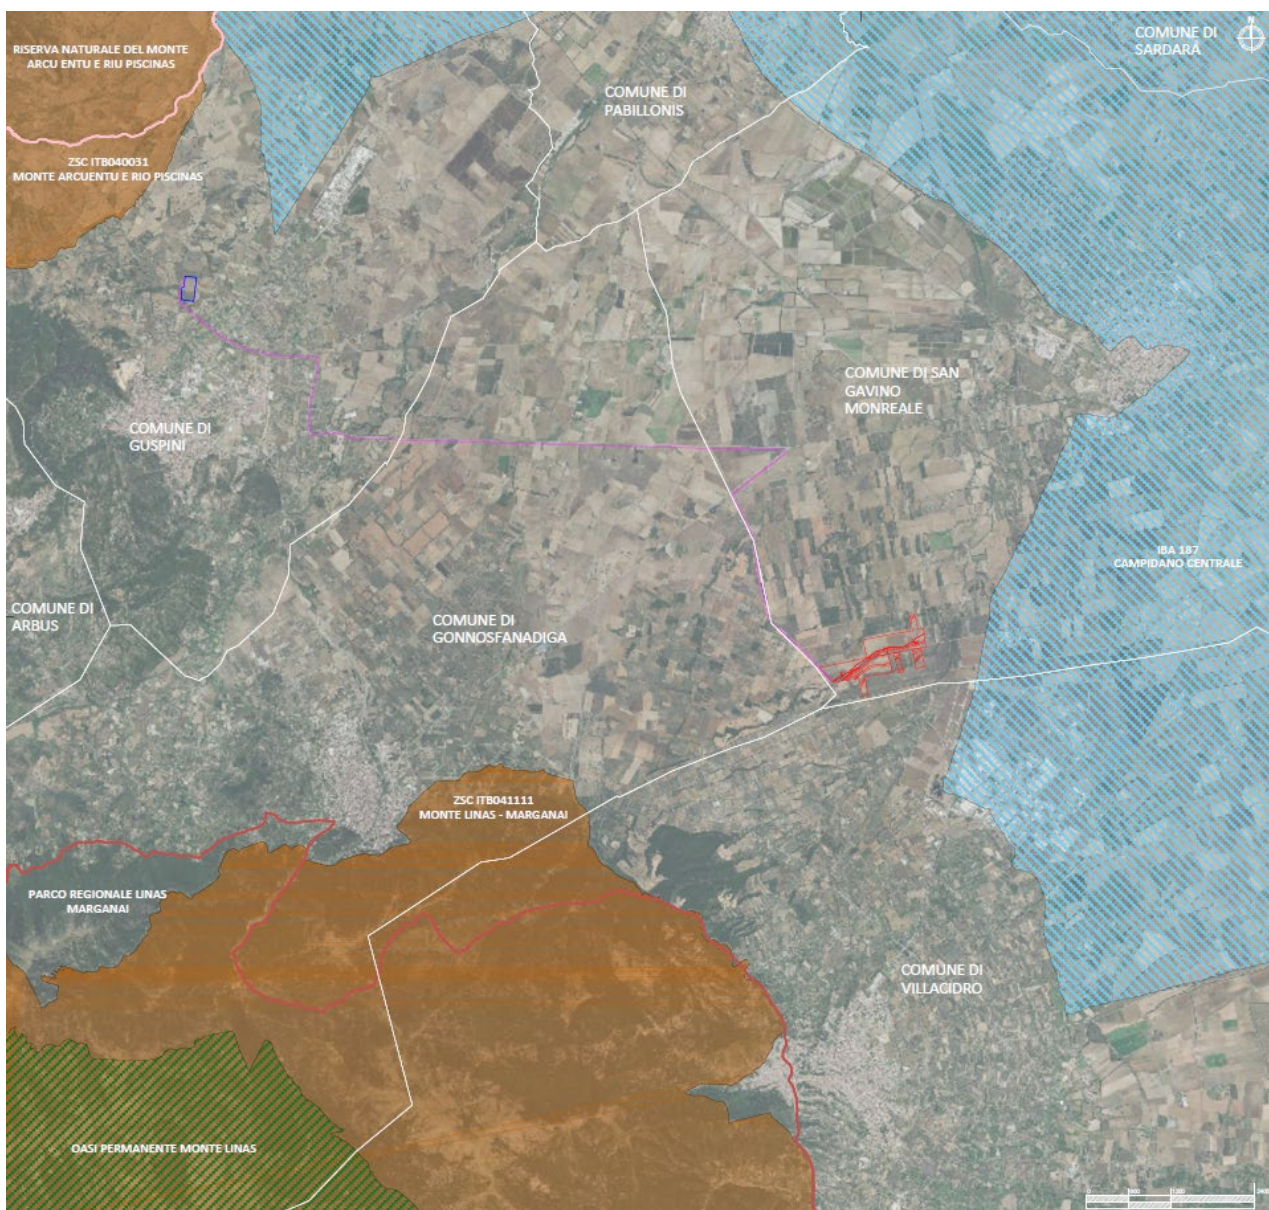 RISERVA NATURALE DEL MONTE
ARCU ENTU E RIU PISCINAS
COMUNE DI
SARDARA
N
COMUNE DI
PABILLONIS
ZSC ITB040031
MONTE ARCUENTU E RIO PISCINAS
COMUNE DI SAN
GAVINO
MONREALE
COMUNE DI
GUSPINI
IBA 187
CAMPIDANO CENTRALE
COMUNE DI
ARBUS
COMUNE DI
GONNOSFANADIGA
ZSC ITB041111
MONTE LINAS - MARGANAI
PARCO REGIONALE LINAS
MARGANAI
COMUNE DI
VILLACIDRO
OASI PERMANENTE MONTE LINAS